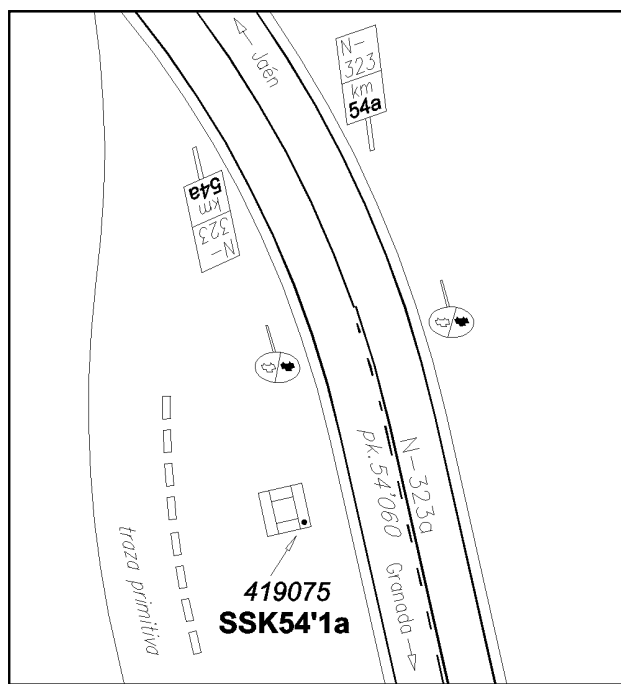 Jaén
N-
323
km
54a
N-
323
km
54a
N-323a
pk.54'060
Granada
traza primitiva
419075
SSK54'1a